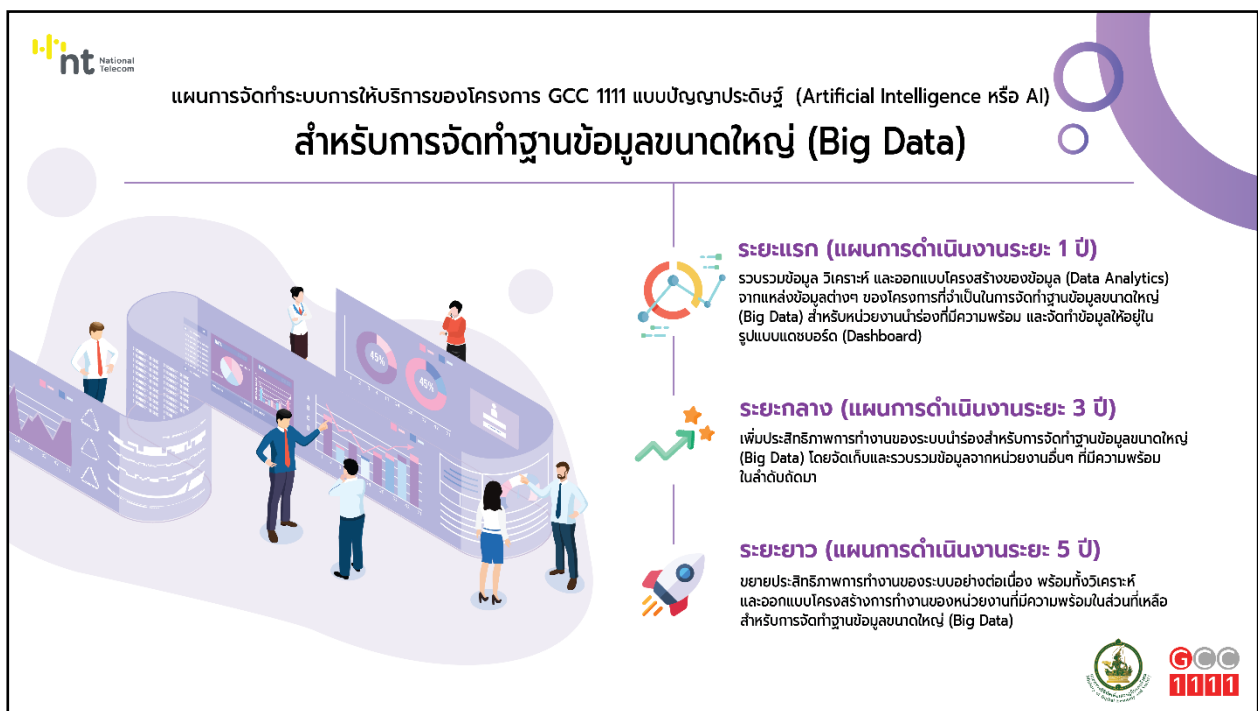 nt National
Telecom
แผนการจัดทำระบบการให้บริการของโครงการ GCC 1111 แบบปัญญาประดิษฐ์ (Artificial Intelligence หรือ AI)
สำหรับการจัดทำฐานข้อมูลขนาดใหญ่ (Big Data)
ระยะแรก (แผนการดำเนินงานระยะ 1 ปี)
รวบรวมข้อมูล วิเคราะห์ และออกแบบโครงสร้างของข้อมูล (Data Analytics)
จากแหล่งข้อมูลต่างๆ ของโครงการที่จำเป็นในการจัดทำฐานข้อมูลขนาดใหญ่
(Big Data) สำหรับหน่วยงานนำร่องที่มีความพร้อม และจัดทำข้อมูลให้อยู่ใน
รูปแบบแดชบอร์ด (Dashboard)
45%
45%
ระยะกลาง (แผนการดำเนินงานระยะ 3 ปี)
เพิ่มประสิทธิภาพการทำงานของระบบนำร่องสำหรับการจัดทำฐานข้อมูลขนาดใหญ่
(Big Data) โดยจัดเก็บและรวบรวมข้อมูลจากหน่วยงานอื่นๆ ที่มีความพร้อม
ในลำดับถัดมา
ระยะยาว (แผนการดำเนินงานระยะ 5 ปี)
ขยายประสิทธิภาพการทำงานของระบบอย่างต่อเนื่อง พร้อมทั้งวิเคราะห์
และออกแบบโครงสร้างการทำงานของหน่วยงานที่มีความพร้อมในส่วนที่เหลือ
สำหรับการจัดทำฐานข้อมูลขนาดใหญ่ (Big Data)
GCC
1111